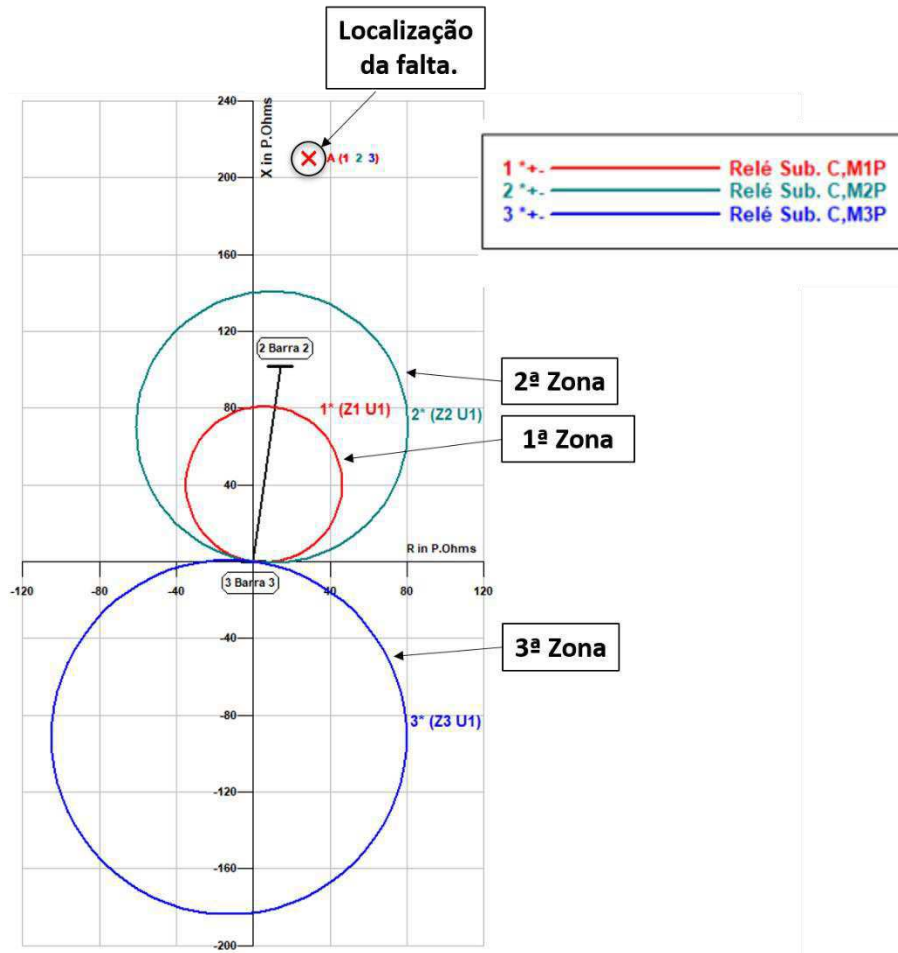 Localização
da falta.
240
X in P.Ohms
A (1 2 3)
200
1 *+- Relé Sub. C,M1P
2 *+- Relé Sub. C,M2P
3 *+- Relé Sub. C,M3P
160
120
2 Barra 2
2ª Zona
80
1* (Z1 U1)
2* (Z2 U1)
1ª Zona
40
R in P.Ohms
3 Barra 3
-120
-80
-40
40
80
120
-40
3ª Zona
-80
3* (Z3 U1)
-120
-160
-200